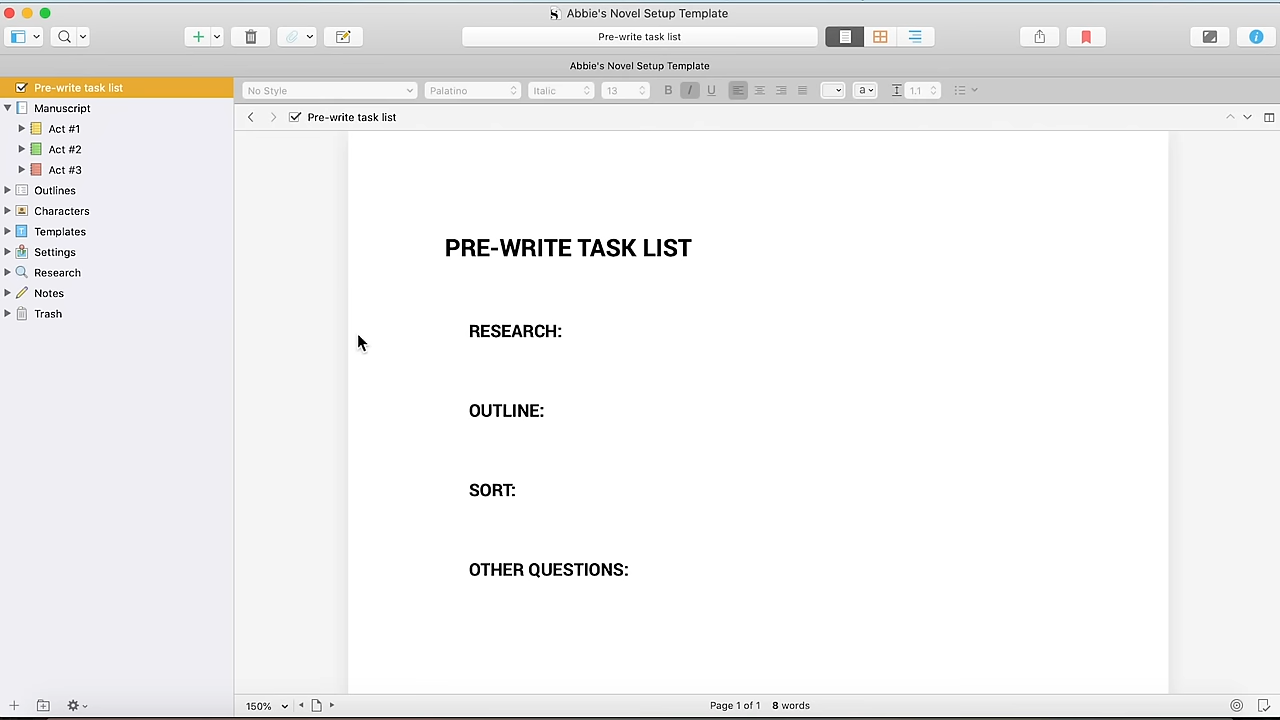 Abbie's Novel Setup Template
Pre-write task list
Abbie's Novel Setup Template
Pre-write task list
Manuscript
Act #1
Act #2
Act #3
Outlines
Characters
Templates
Settings
Research
Notes
Trash
No Style Palatino Italic 13 B I U a 1.1
Pre-write task list
PRE-WRITE TASK LIST
RESEARCH:
OUTLINE:
SORT:
OTHER QUESTIONS:
150% Page 1 of 1 8 words